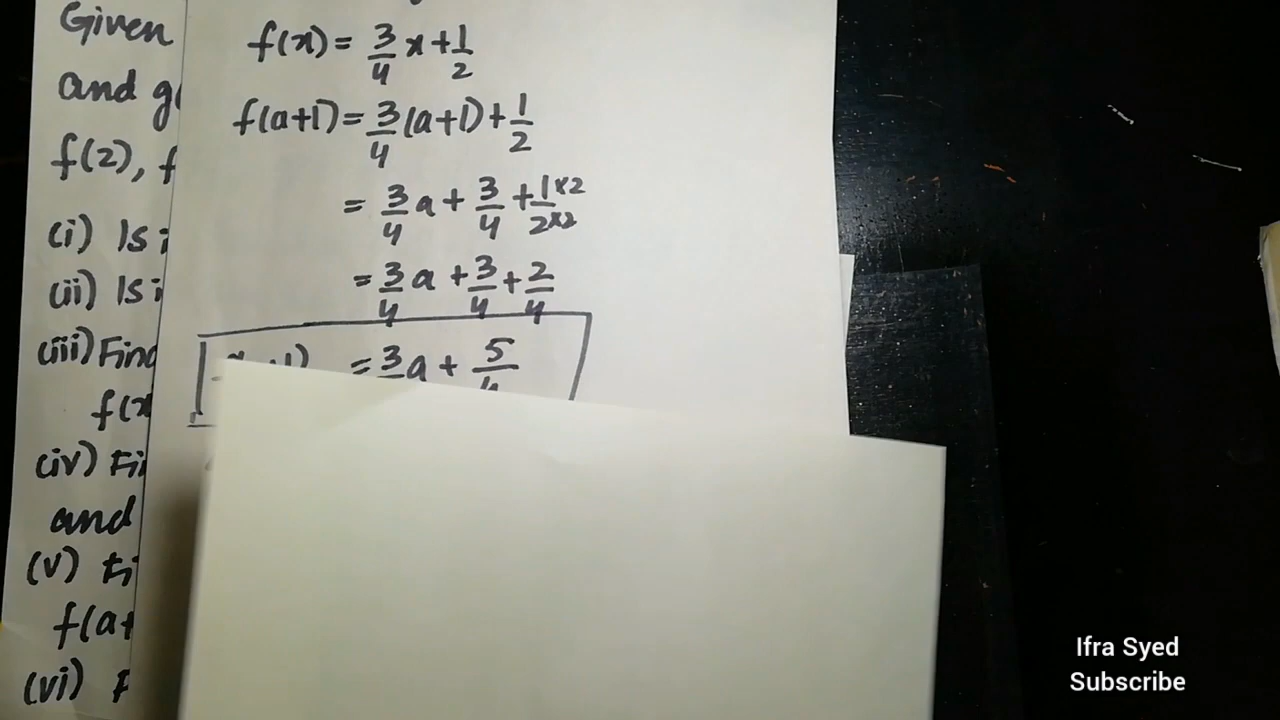 Given
and g(
f(2), f
(i) Is i
(ii) Is i
(iii) Find
f(x
(iv) Fi
and
(v) Fi
f(a+
(vi) F
f(x) = 3/4 x + 1/2
f(a+1) = 3/4 (a+1) + 1/2
= 3/4 a + 3/4 + 1×2/2×2
= 3/4 a + 3/4 + 2/4
= 3/ a + 5/4
Ifra Syed
Subscribe